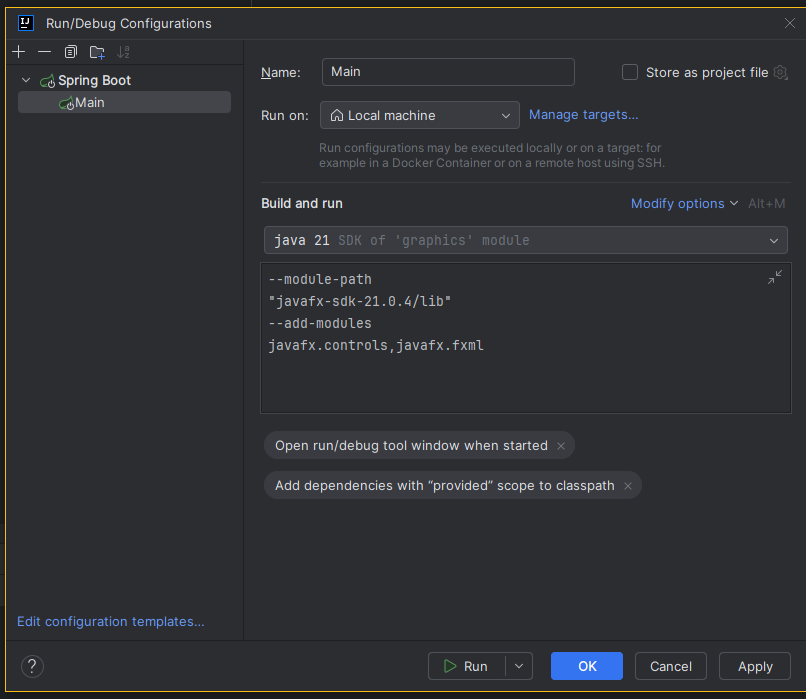 Run/Debug Configurations
Spring Boot
Main
Name:
Main
Store as project file
Run on:
Local machine
Manage targets...
Run configurations may be executed locally or on a target: for
example in a Docker Container or on a remote host using SSH.
Build and run
Modify options
Alt+M
java 21 SDK of 'graphics' module
--module-path
"javafx-sdk-21.0.4/lib"
--add-modules
javafx.controls,javafx.fxml
Open run/debug tool window when started ×
Add dependencies with “provided” scope to classpath ×
Edit configuration templates...
?
Run
OK
Cancel
Apply